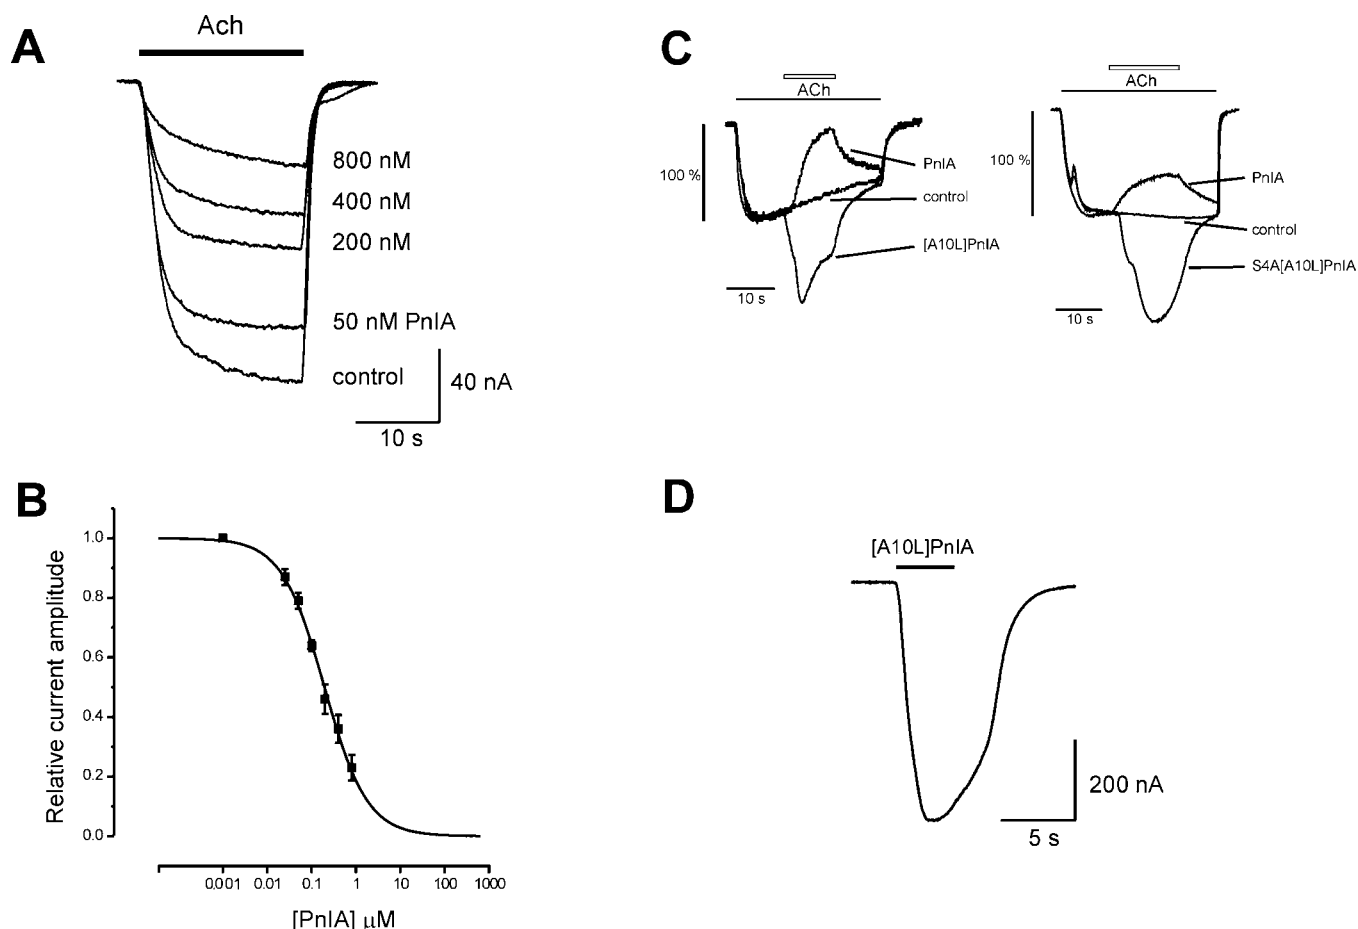 A
Ach
800 nM
400 nM
200 nM
50 nM PnIA
control
40 nA
10 s
B
Relative current amplitude
1.0
0.8
0.6
0.4
0.2
0.0
0.001 0.01 0.1 1 10 100 1000
[PnIA] μM
C
ACh
100 %
PnIA
control
[A10L]PnIA
10 s
ACh
100 %
PnIA
control
S4A[A10L]PnIA
10 s
D
[A10L]PnIA
200 nA
5 s